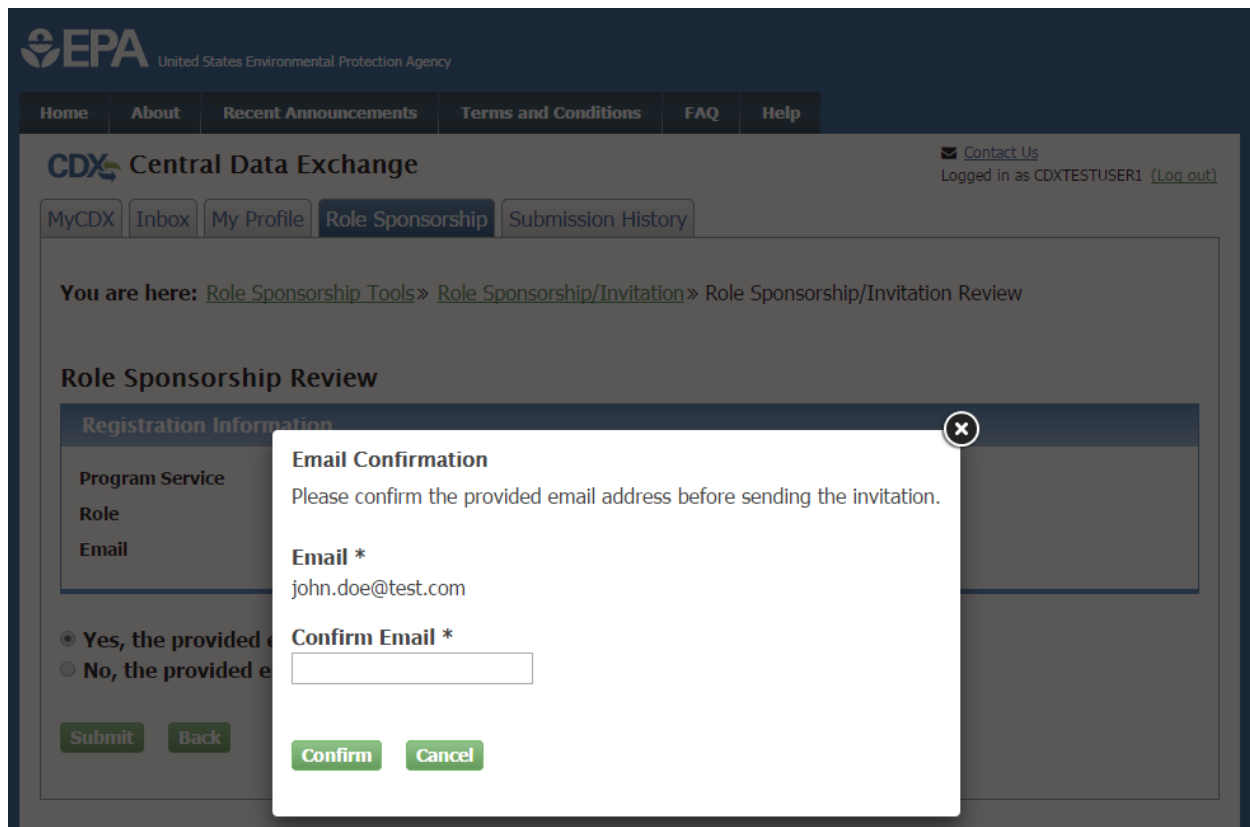 EPA United States Environmental Protection Agency
Home About Recent Announcements Terms and Conditions FAQ Help
CDX Central Data Exchange
Contact Us
Logged in as CDXTESTUSER1 (Log out)
MyCDX Inbox My Profile Role Sponsorship Submission History
You are here: Role Sponsorship Tools» Role Sponsorship/Invitation» Role Sponsorship/Invitation Review
Role Sponsorship Review
Registration Information
Program Service
Role
Email
Email Confirmation
Please confirm the provided email address before sending the invitation.
Email *
john.doe@test.com
Confirm Email *
Confirm Cancel
Yes, the provided e
No, the provided e
Submit Back